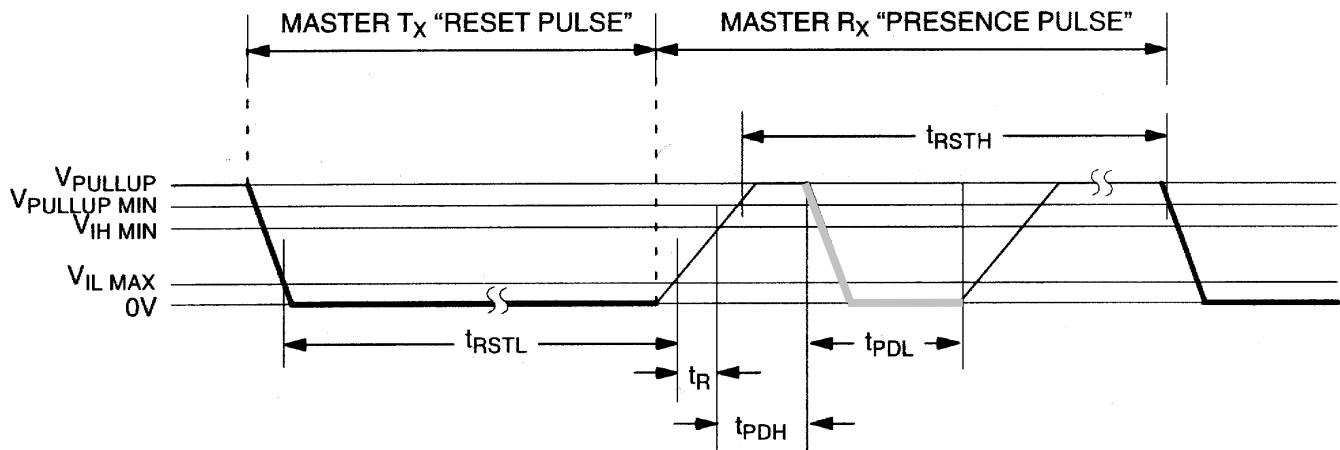 MASTER TX “RESET PULSE” MASTER RX “PRESENCE PULSE”
tRSTH
VPULLUP
VPULLUP MIN
VIH MIN
VIL MAX
0V
tRSTL
tPDL
tR
tPDH